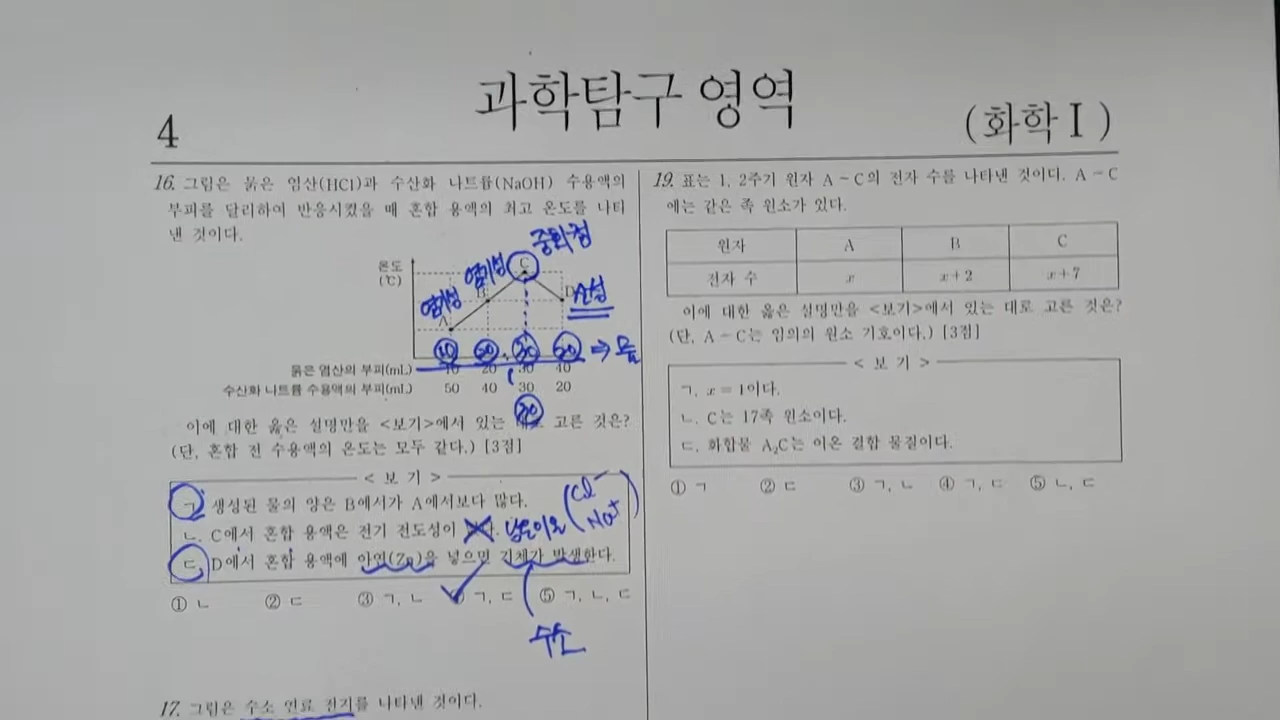 과학탐구 영역
4
(화학Ⅰ)
16. 그림은 묽은 염산(HCl)과 수산화 나트륨(NaOH) 수용액의
부피를 달리하여 반응시켰을 때 혼합 용액의 최고 온도를 나타
낸 것이다.
중화점
염기성
염기성
산성
온도
(℃)
A
B
C
D
10
20
30
20
⇒ 물
묽은 염산의 부피(mL)
10 20 30 40
수산화 나트륨 수용액의 부피(mL)
50 40 30 20
이에 대한 옳은 설명만을 <보기>에서 있는 고른 것은?
(단, 혼합 전 수용액의 온도는 모두 같다.) [3점]
< 보 기 >
ㄱ. 생성된 물의 양은 B에서가 A에서보다 많다.
ㄴ. C에서 혼합 용액은 전기 전도성이
Cl⁻
Na⁺
ㄷ. D에서 혼합 용액에 아연(Zn)을 넣으면 기체가 발생한다.
① ㄴ ② ㄷ ③ ㄱ, ㄴ ㄱ, ㄷ ⑤ ㄱ, ㄴ, ㄷ
수소
17. 그림은 수소 연료 전지를 나타낸 것이다.
19. 표는 1, 2주기 원자 A ~ C의 전자 수를 나타낸 것이다. A ~ C
에는 같은 족 원소가 있다.
원자 A B C
전자 수 x x+2 x+7
이에 대한 옳은 설명만을 <보기>에서 있는 대로 고른 것은?
(단, A ~ C는 임의의 원소 기호이다.) [3점]
< 보 기 >
ㄱ. x = 1이다.
ㄴ. C는 17족 원소이다.
ㄷ. 화합물 A₂C는 이온 결합 물질이다.
① ㄱ ② ㄷ ③ ㄱ, ㄴ ④ ㄱ, ㄷ ⑤ ㄴ, ㄷ